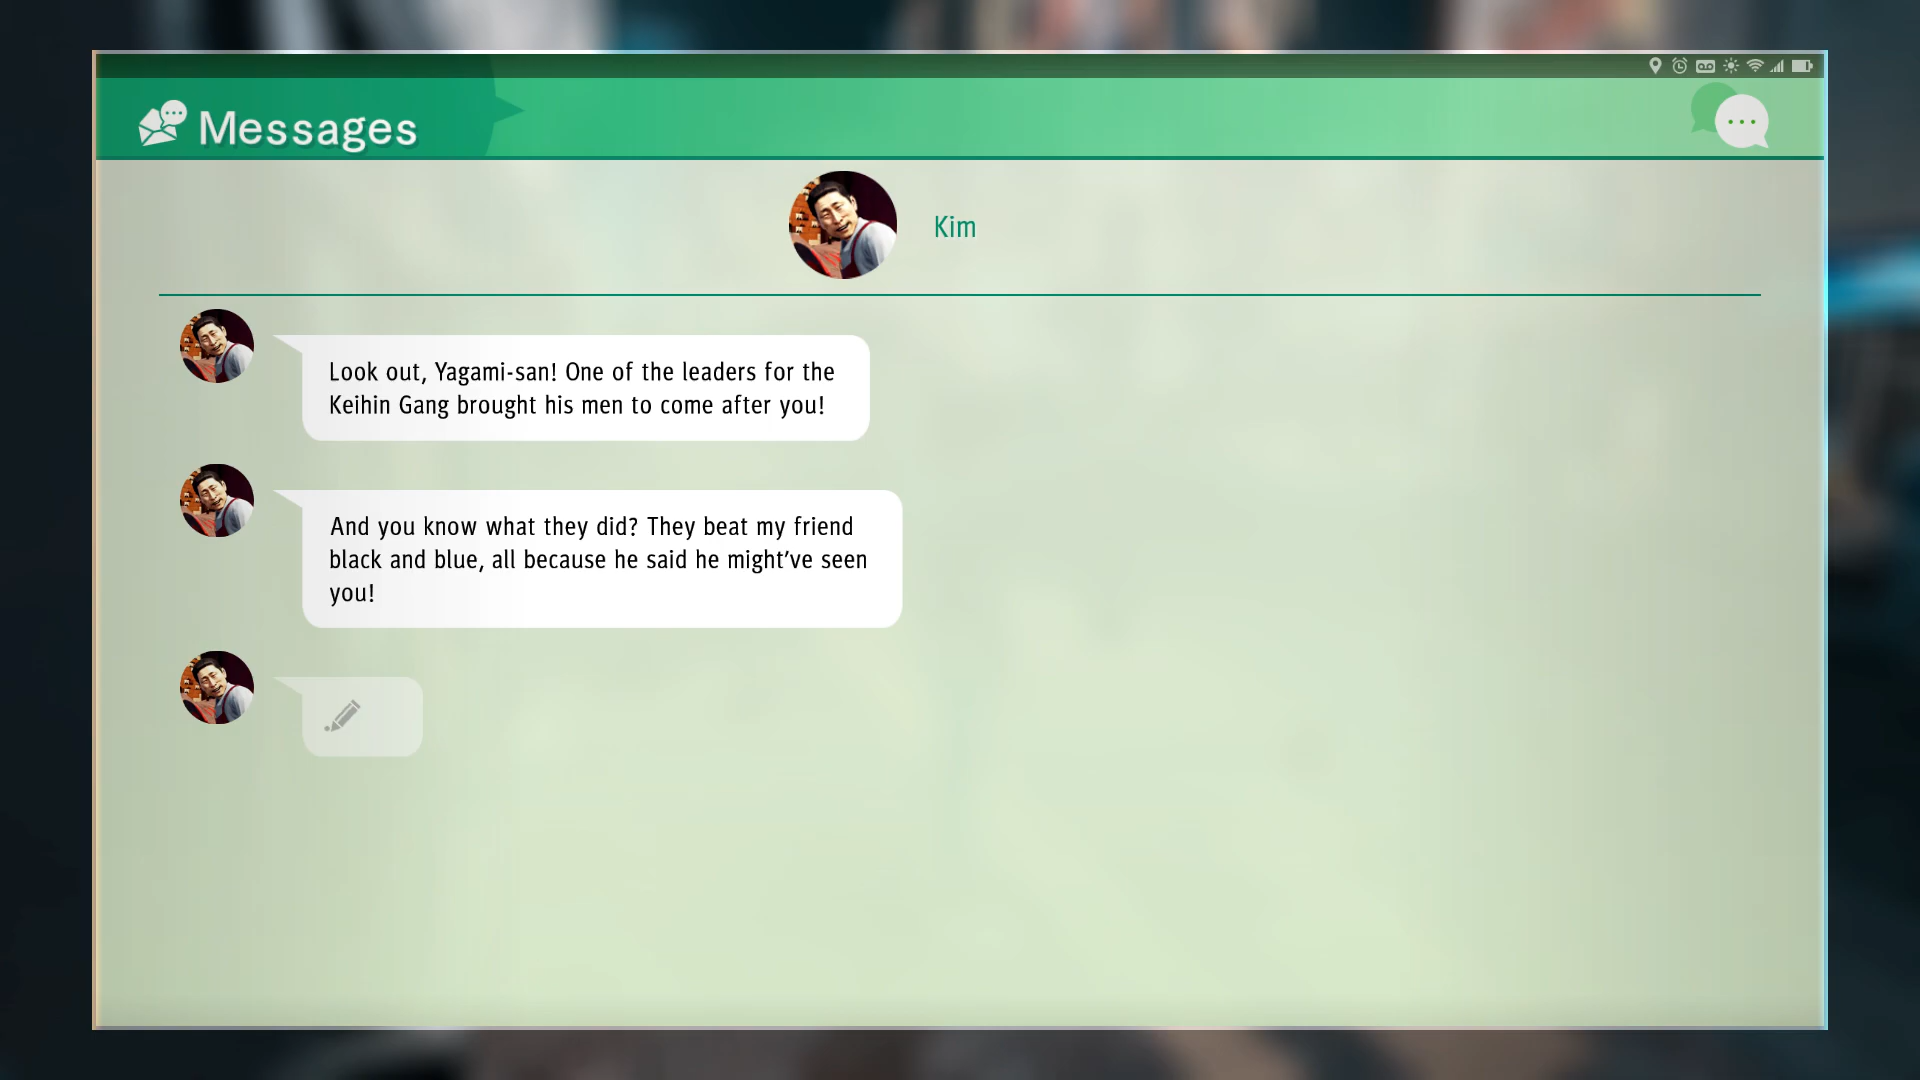 Messages
Kim
Look out, Yagami-san! One of the leaders for the
Keihin Gang brought his men to come after you!
And you know what they did? They beat my friend
black and blue, all because he said he might've seen
you!